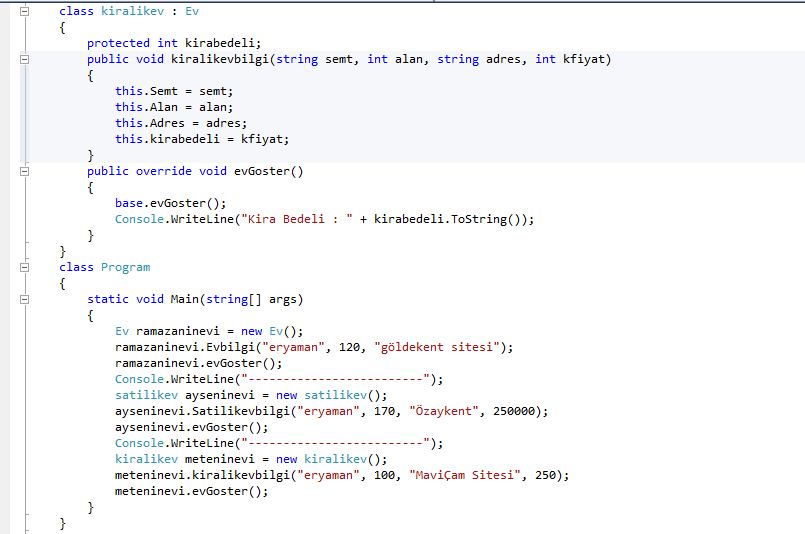 class kiralikev : Ev
{
protected int kirabedeli;
public void kiralikevbilgi(string semt, int alan, string adres, int kfiyat)
{
this.Semt = semt;
this.Alan = alan;
this.Adres = adres;
this.kirabedeli = kfiyat;
}
public override void evGoster()
{
base.evGoster();
Console.WriteLine("Kira Bedeli : " + kirabedeli.ToString());
}
}
class Program
{
static void Main(string[] args)
{
Ev ramazaninevi = new Ev();
ramazaninevi.Evbilgi("eryaman", 120, "göldekent sitesi");
ramazaninevi.evGoster();
Console.WriteLine("-------------------------");
satilikev ayseninevi = new satilikev();
ayseninevi.Satilikevbilgi("eryaman", 170, "Özaykent", 250000);
ayseninevi.evGoster();
Console.WriteLine("-------------------------");
kiralikev meteninevi = new kiralikev();
meteninevi.kiralikevbilgi("eryaman", 100, "MaviÇam Sitesi", 250);
meteninevi.evGoster();
}
}